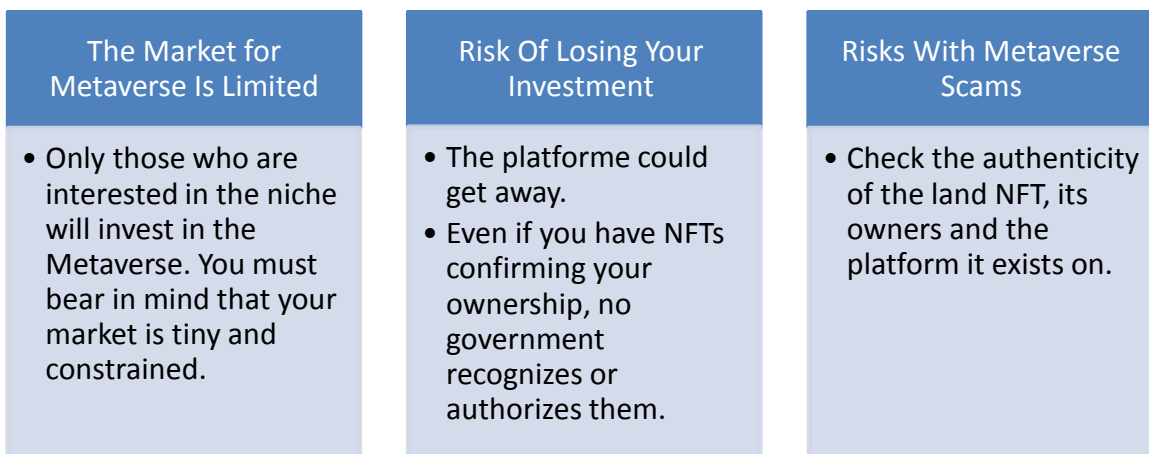 The Market for
Metaverse Is Limited
• Only those who are
interested in the niche
will invest in the
Metaverse. You must
bear in mind that your
market is tiny and
constrained.
Risk Of Losing Your
Investment
• The platforme could
get away.
• Even if you have NFTs
confirming your
ownership, no
government
recognizes or
authorizes them.
Risks With Metaverse
Scams
• Check the authenticity
of the land NFT, its
owners and the
platform it exists on.